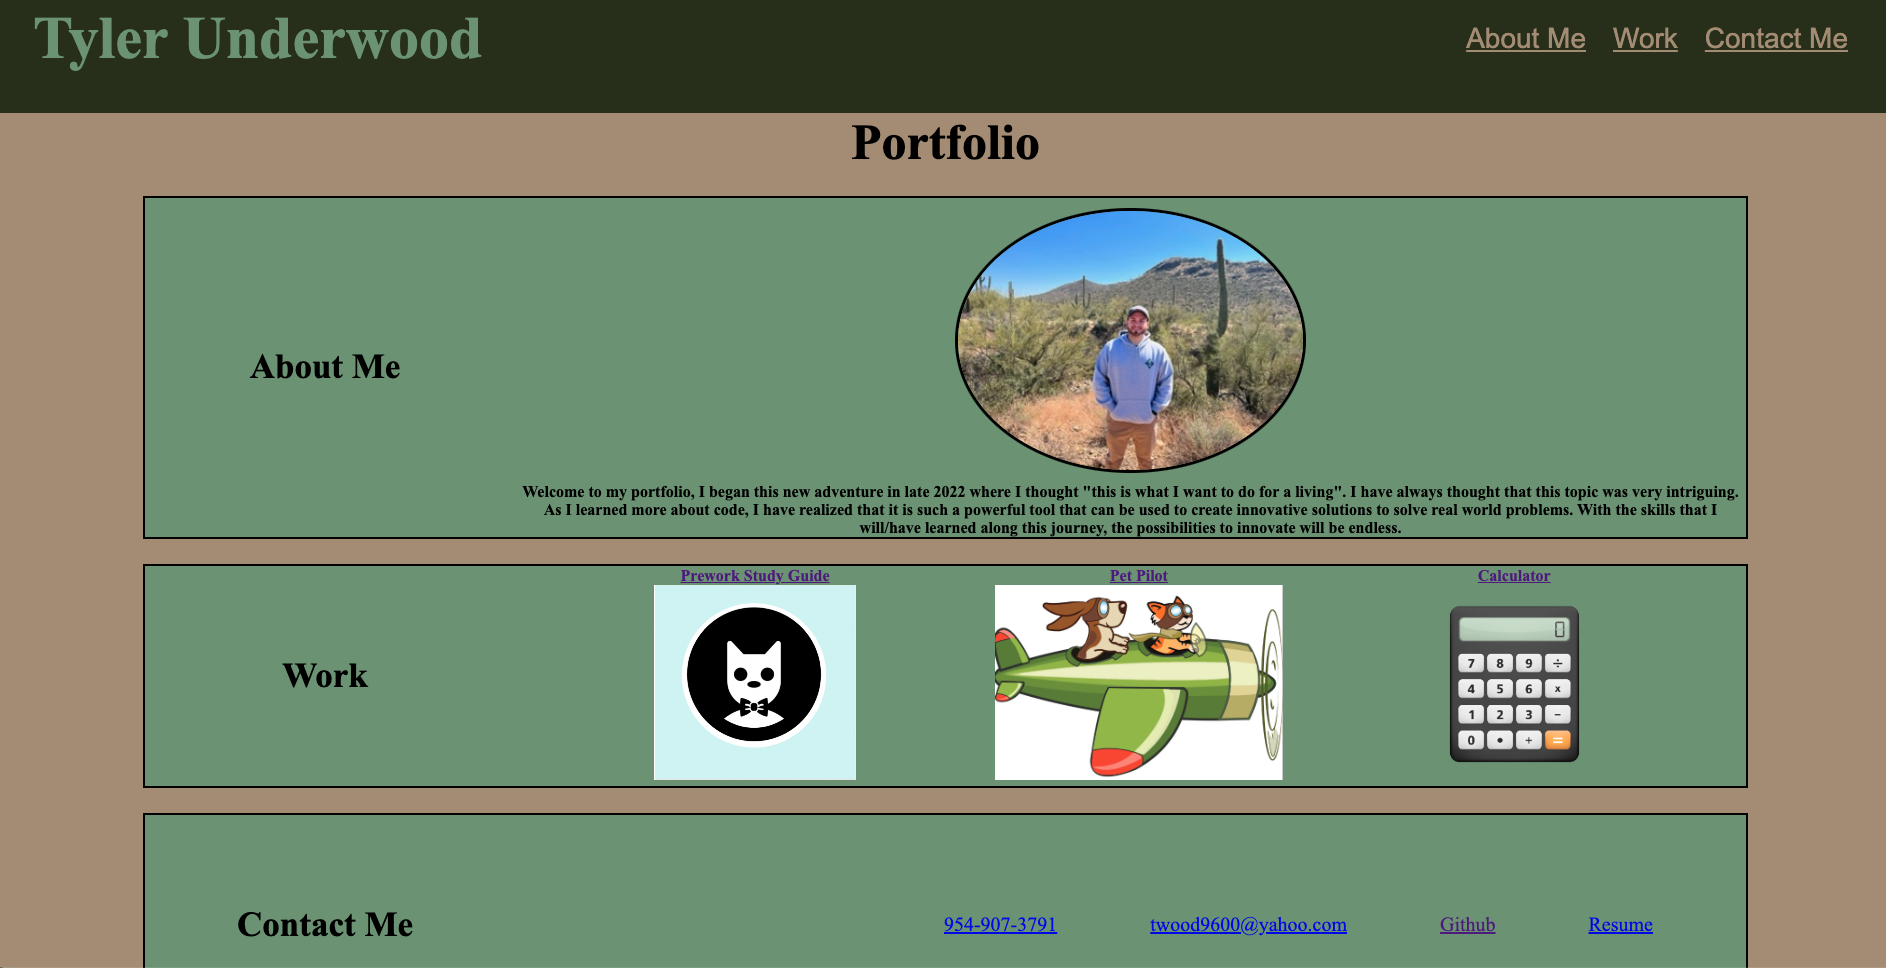 Tyler Underwood
About Me Work Contact Me
Portfolio
About Me
Welcome to my portfolio, I began this new adventure in late 2022 where I thought "this is what I want to do for a living". I have always thought that this topic was very intriguing.
As I learned more about code, I have realized that it is such a powerful tool that can be used to create innovative solutions to solve real world problems. With the skills that I
will/have learned along this journey, the possibilities to innovate will be endless.
Work
Prework Study Guide
Pet Pilot
Calculator
0
7 8 9 ÷
4 5 6 x
1 2 3 −
0 • + =
Contact Me
954-907-3791 twood9600@yahoo.com Github Resume